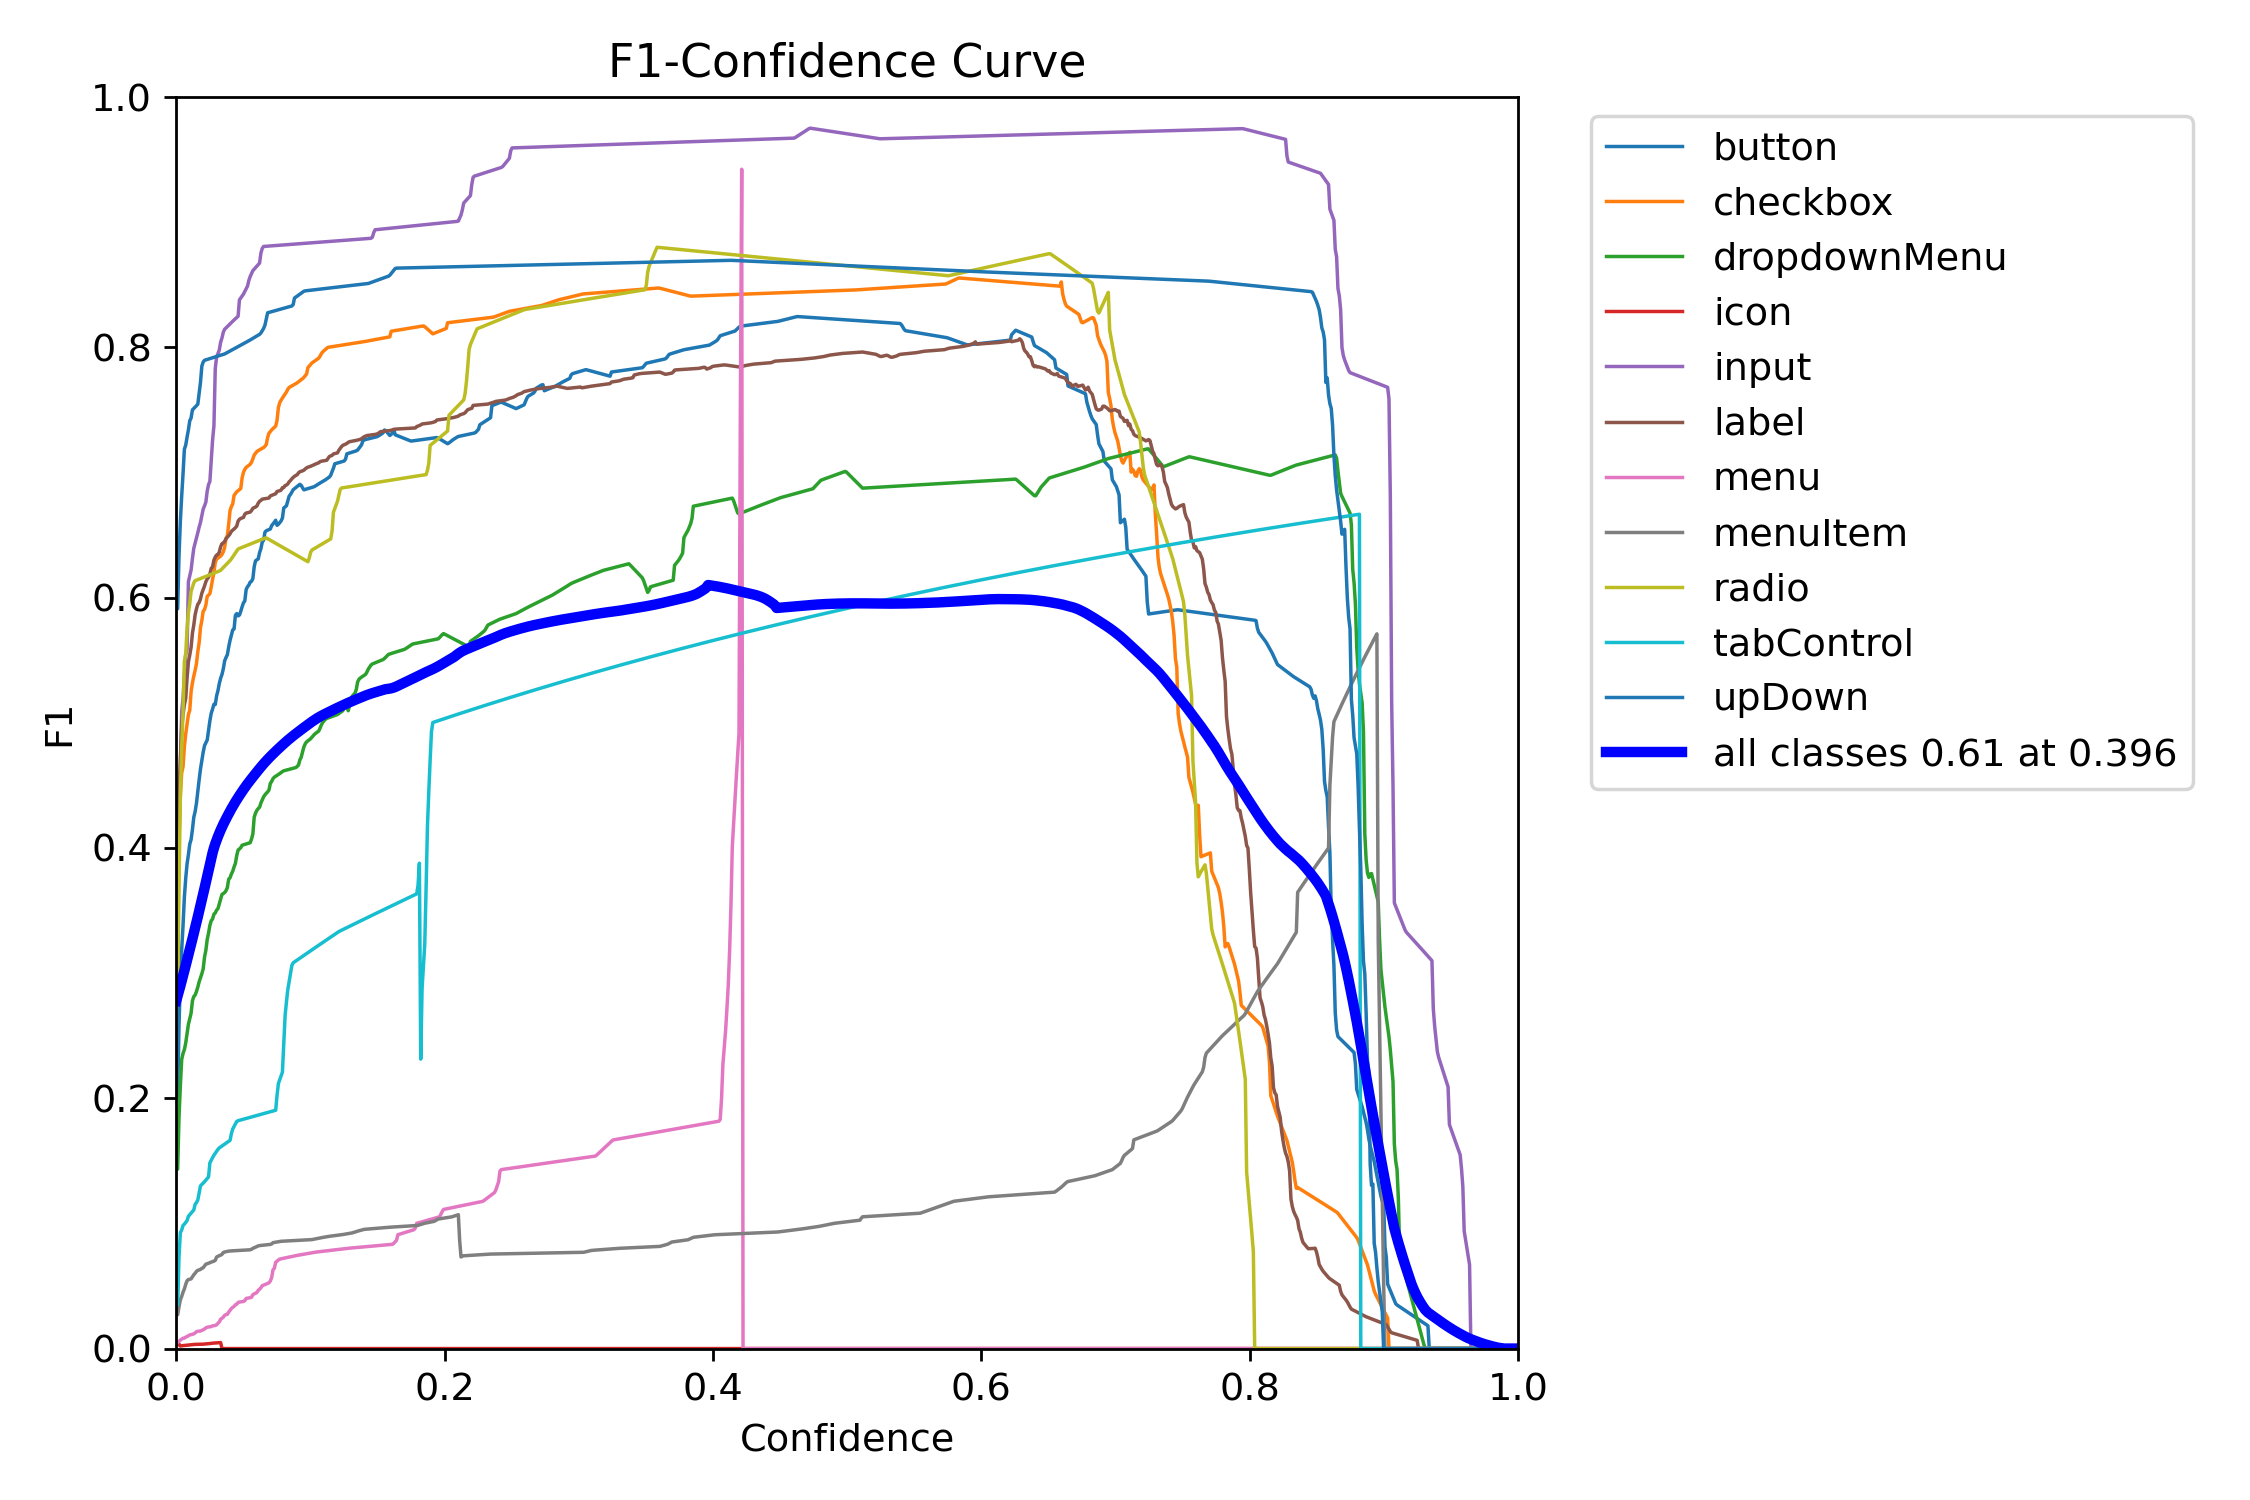 F1-Confidence Curve
1.0
0.8
0.6
0.4
0.2
0.0
F1
0.0 0.2 0.4 0.6 0.8 1.0
Confidence
button
checkbox
dropdownMenu
icon
input
label
menu
menuItem
radio
tabControl
upDown
all classes 0.61 at 0.396